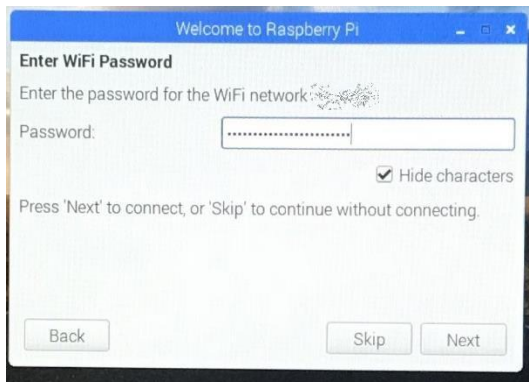 Welcome to Raspberry Pi
Enter WiFi Password
Enter the password for the WiFi network
Password: ························
Hide characters
Press 'Next' to connect, or 'Skip' to continue without connecting.
Back Skip Next